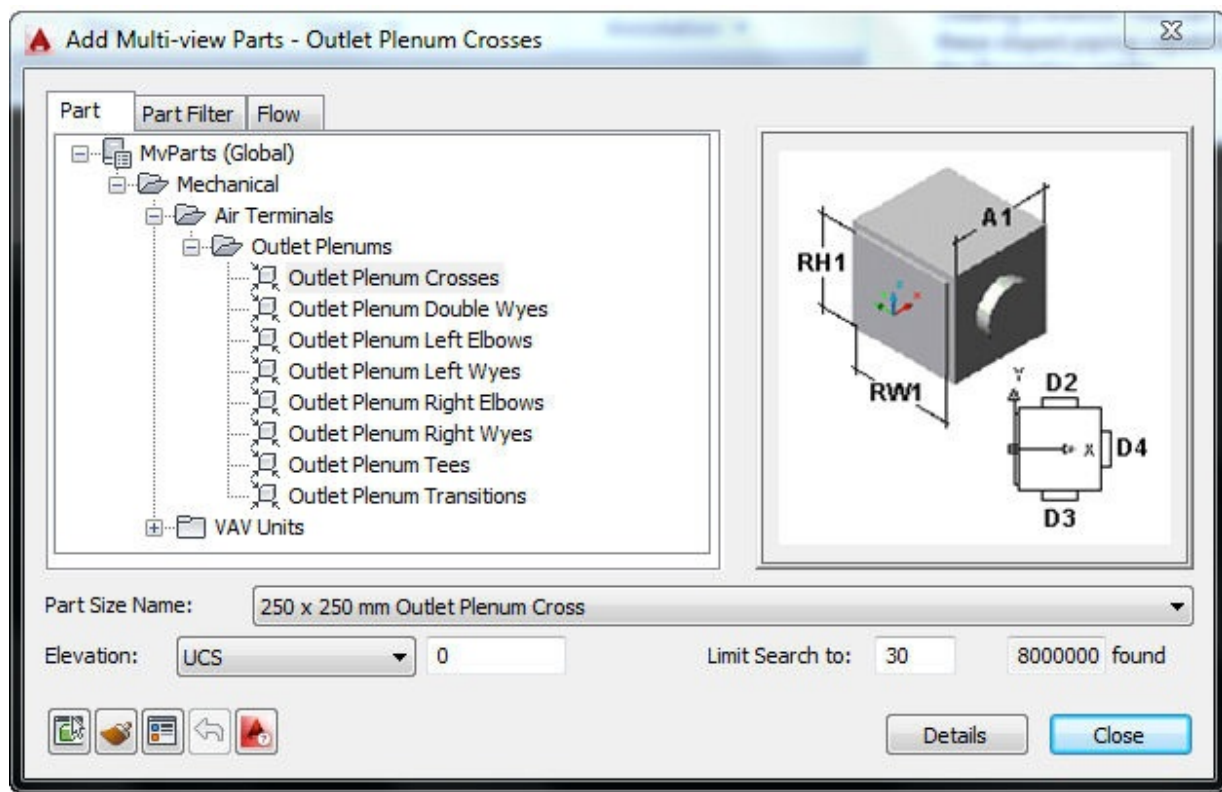 Add Multi-view Parts - Outlet Plenum Crosses
Part Part Filter Flow
MvParts (Global)
Mechanical
Air Terminals
Outlet Plenums
Outlet Plenum Crosses
Outlet Plenum Double Wyes
Outlet Plenum Left Elbows
Outlet Plenum Left Wyes
Outlet Plenum Right Elbows
Outlet Plenum Right Wyes
Outlet Plenum Tees
Outlet Plenum Transitions
VAV Units
A1
RH1
RW1
Y
D2
X
D4
D3
Part Size Name: 250 x 250 mm Outlet Plenum Cross
Elevation: UCS 0 Limit Search to: 30 8000000 found
Details Close